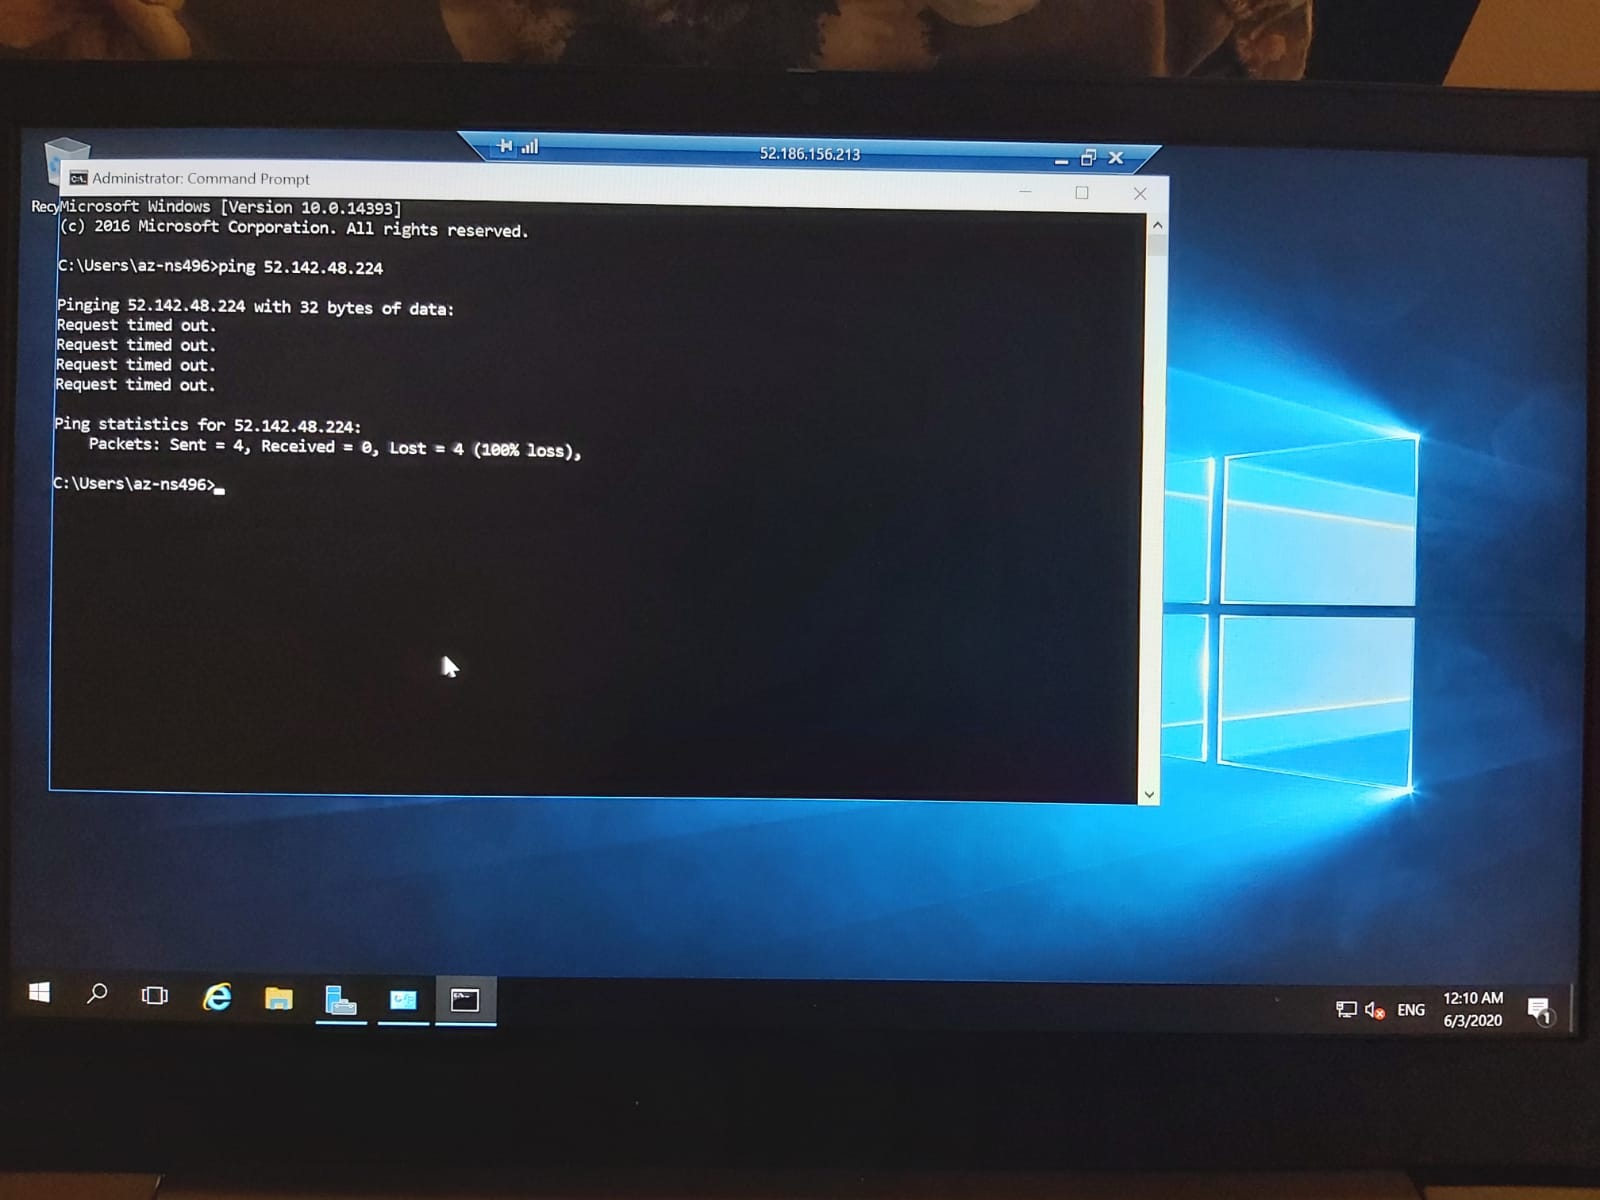 52.186.156.213
Administrator: Command Prompt
Recy
Microsoft Windows [Version 10.0.14393]
(c) 2016 Microsoft Corporation. All rights reserved.
C:\Users\az-ns496>ping 52.142.48.224
Pinging 52.142.48.224 with 32 bytes of data:
Request timed out.
Request timed out.
Request timed out.
Request timed out.
Ping statistics for 52.142.48.224:
Packets: Sent = 4, Received = 0, Lost = 4 (100% loss),
C:\Users\az-ns496>
ENG
12:10 AM
6/3/2020
1